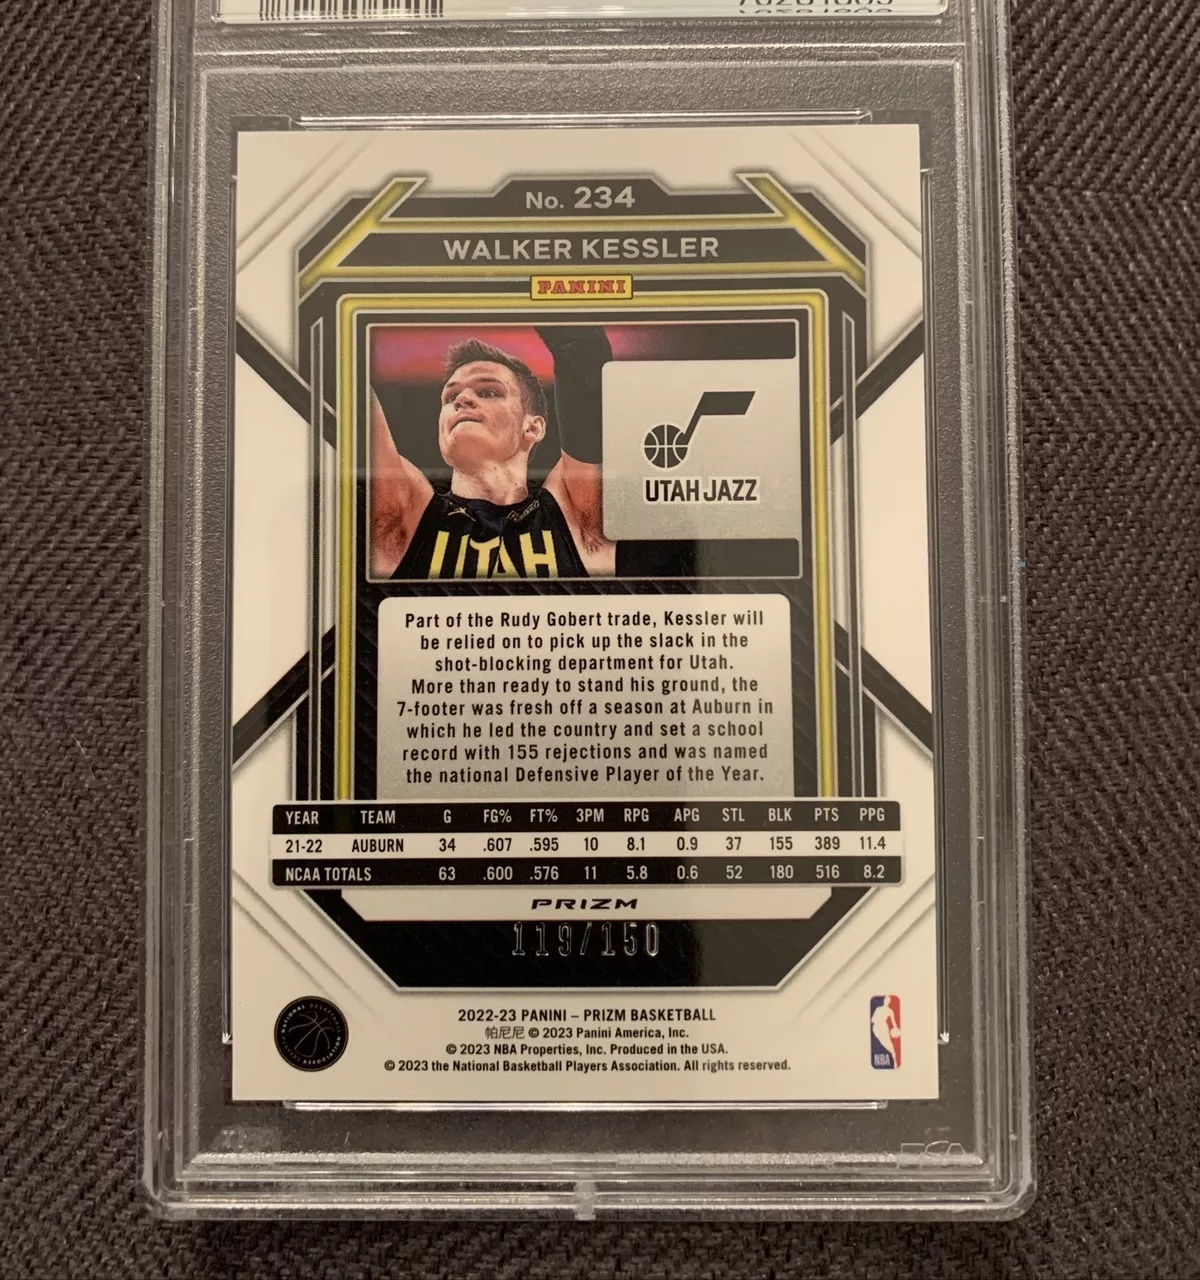 No. 234
WALKER KESSLER
PANINI
UTAH JAZZ
UTAH
Part of the Rudy Gobert trade, Kessler will
be relied on to pick up the slack in the
shot-blocking department for Utah.
More than ready to stand his ground, the
7-footer was fresh off a season at Auburn in
which he led the country and set a school
record with 155 rejections and was named
the national Defensive Player of the Year.
YEAR TEAM G FG% FT% 3PM RPG APG STL BLK PTS PPG
21-22 AUBURN 34 .607 .595 10 8.1 0.9 37 155 389 11.4
NCAA TOTALS 63 .600 .576 11 5.8 0.6 52 180 516 8.2
PRIZM
119/150
2022-23 PANINI – PRIZM BASKETBALL
帕尼尼 © 2023 Panini America, Inc.
© 2023 NBA Properties, Inc. Produced in the USA.
© 2023 the National Basketball Players Association. All rights reserved.
NATIONAL BASKETBALL PLAYERS ASSOCIATION
NBA
PSA